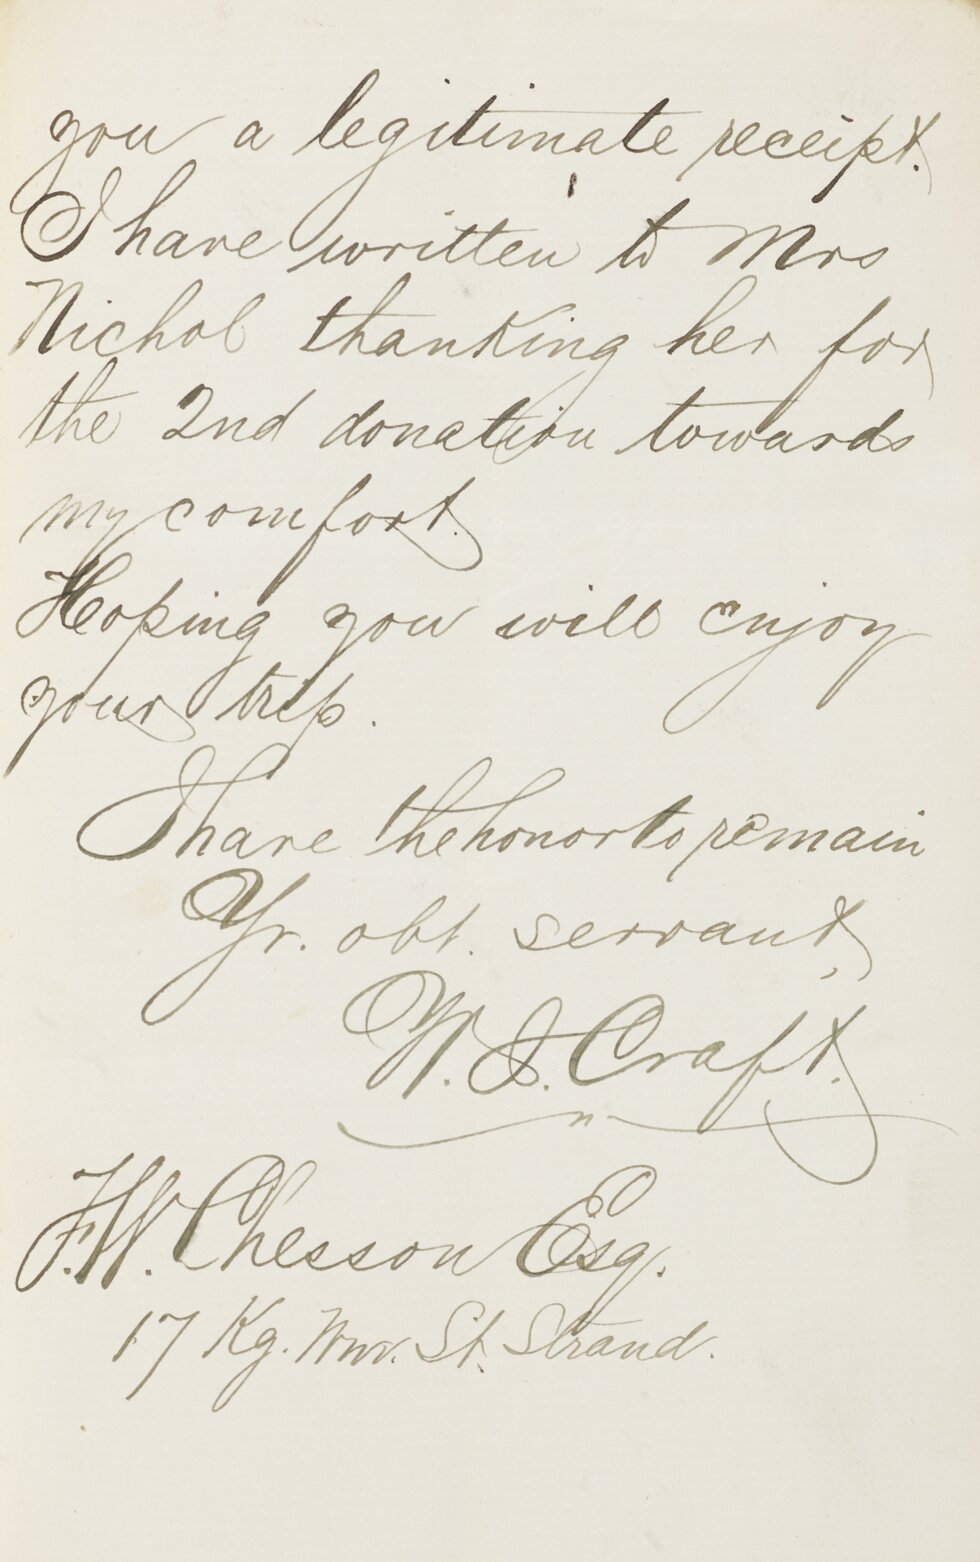 you a legitimate receipt.
I have written to Mrs
Nichol thanking her for
the 2nd donation towards
my comfort.
Hoping you will enjoy
your trip.
I have the honor to remain
Yr. obt. servant,
W. I. Craft.
F. W. Chesson Esq.
17 Kg. Wm. St. Strand.